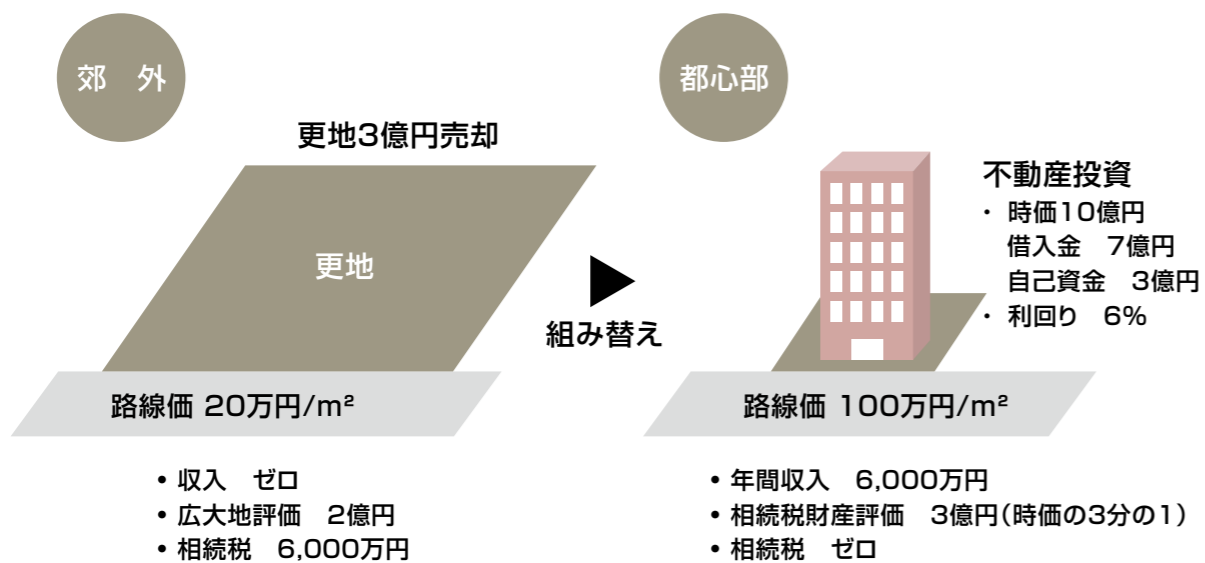 郊　外
更地3億円売却
更地
路線価 20万円/m²
• 収入　ゼロ
• 広大地評価　2億円
• 相続税　6,000万円
組み替え
都心部
不動産投資
・ 時価10億円
借入金　7億円
自己資金　3億円
・ 利回り　6%
路線価 100万円/m²
• 年間収入　6,000万円
• 相続税財産評価　3億円（時価の3分の1）
• 相続税　ゼロ